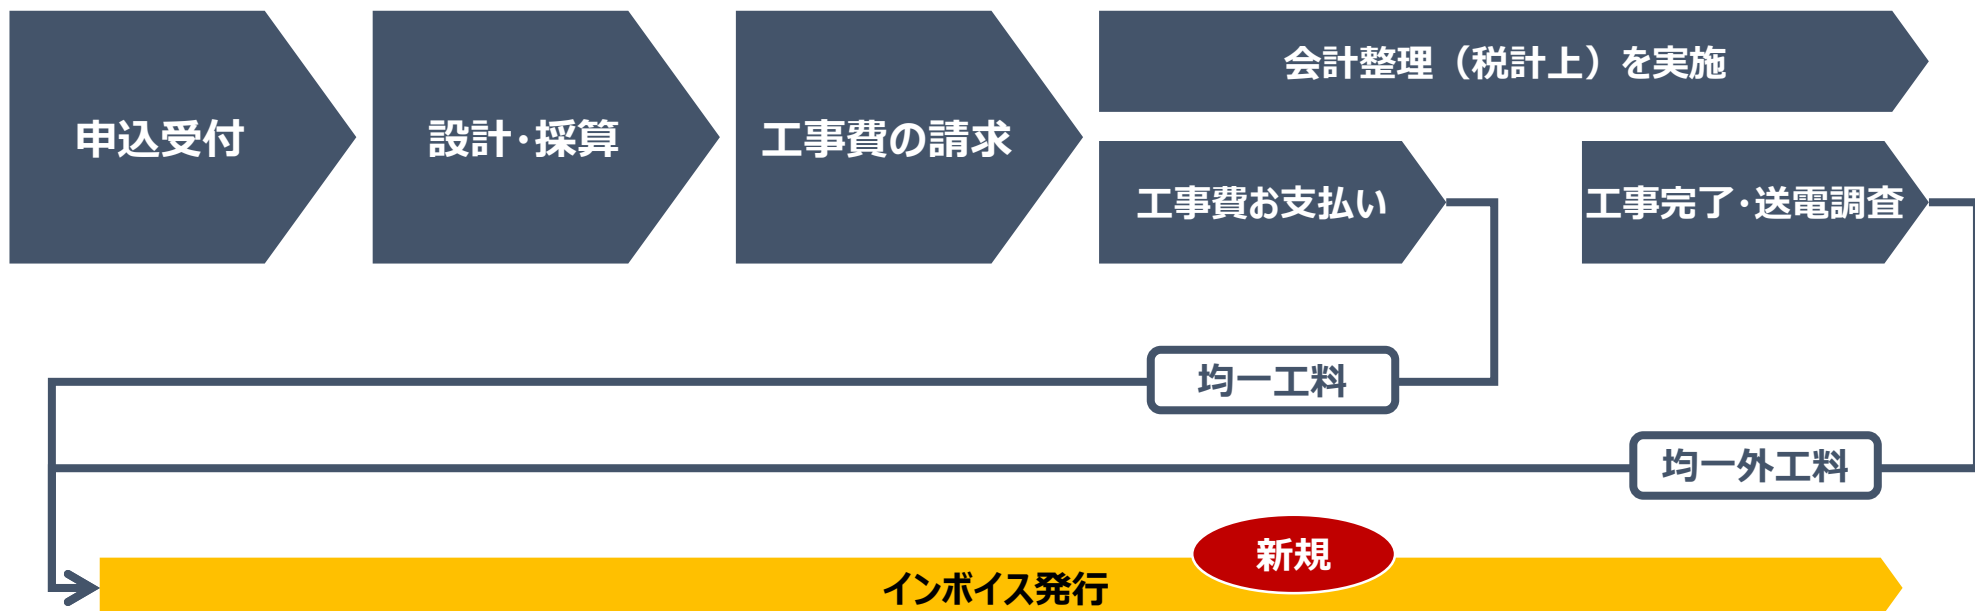 申込受付
設計・採算
工事費の請求
会計整理（税計上）を実施
工事費お支払い
工事完了・送電調査
均一工料
均一外工料
新規
インボイス発行